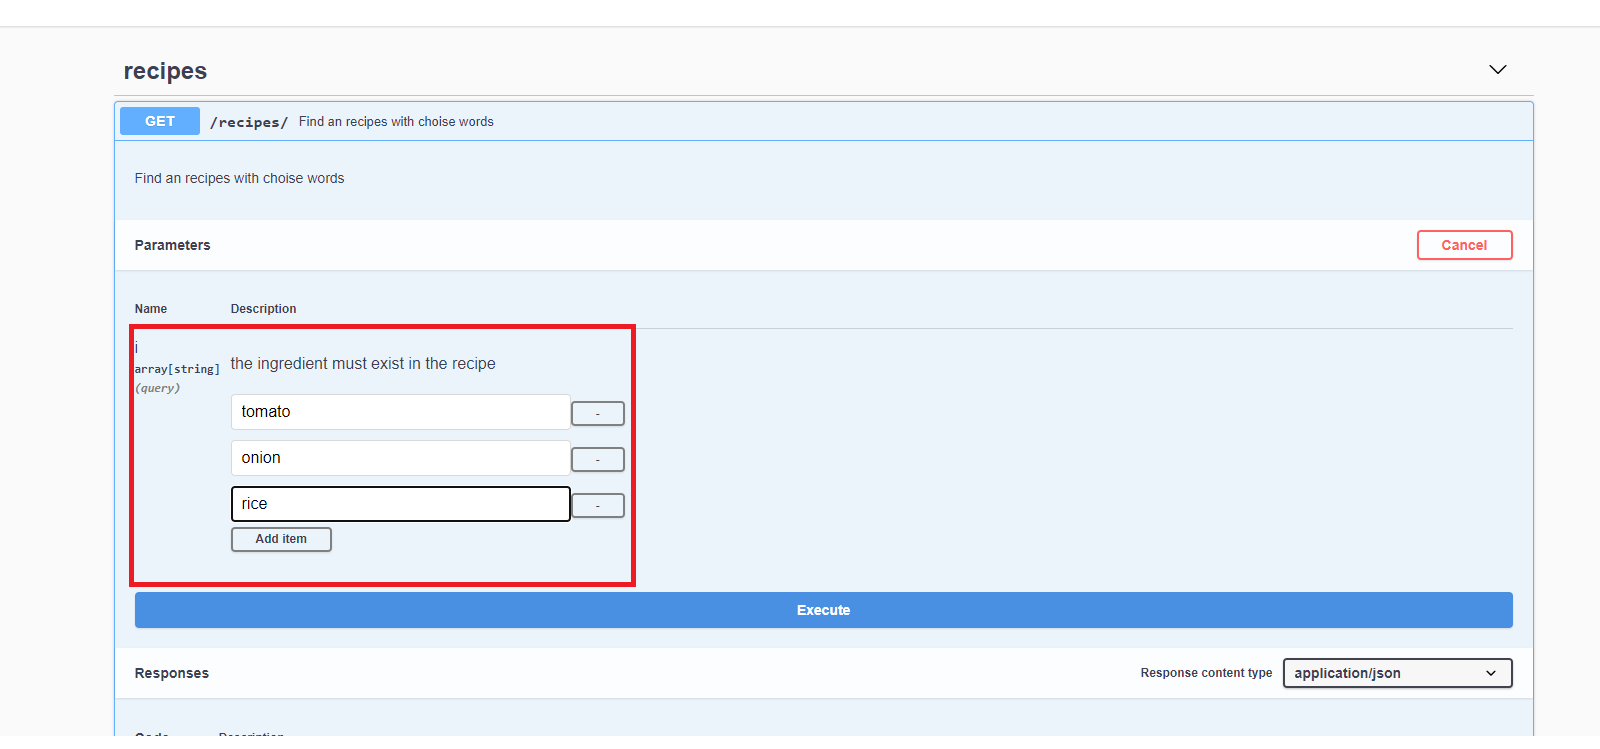 recipes
GET /recipes/ Find an recipes with choise words
Find an recipes with choise words
Parameters
Cancel
Name Description
i
array[string]
(query)
the ingredient must exist in the recipe
tomato -
onion -
rice -
Add item
Execute
Responses
Response content type application/json
Code Description